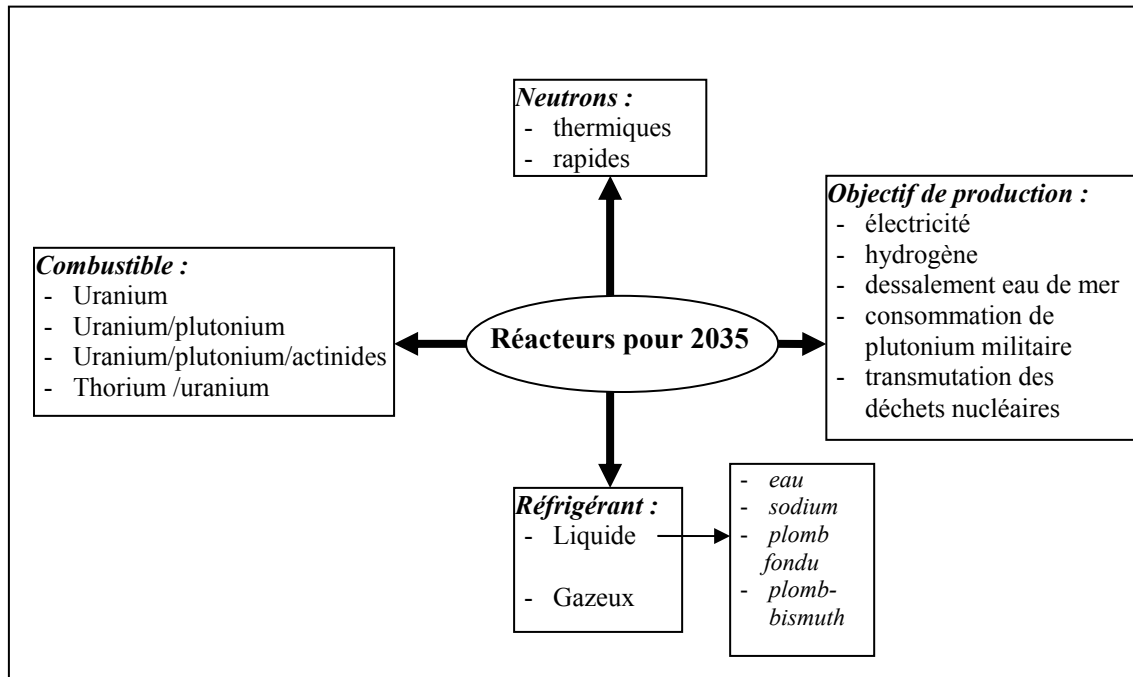 Neutrons :
- thermiques
- rapides
Objectif de production :
- électricité
- hydrogène
- dessalement eau de mer
- consommation de
plutonium militaire
- transmutation des
déchets nucléaires
Combustible :
- Uranium
- Uranium/plutonium
- Uranium/plutonium/actinides
- Thorium /uranium
Réacteurs pour 2035
Réfrigérant :
- Liquide
- Gazeux
- eau
- sodium
- plomb
fondu
- plomb-
bismuth